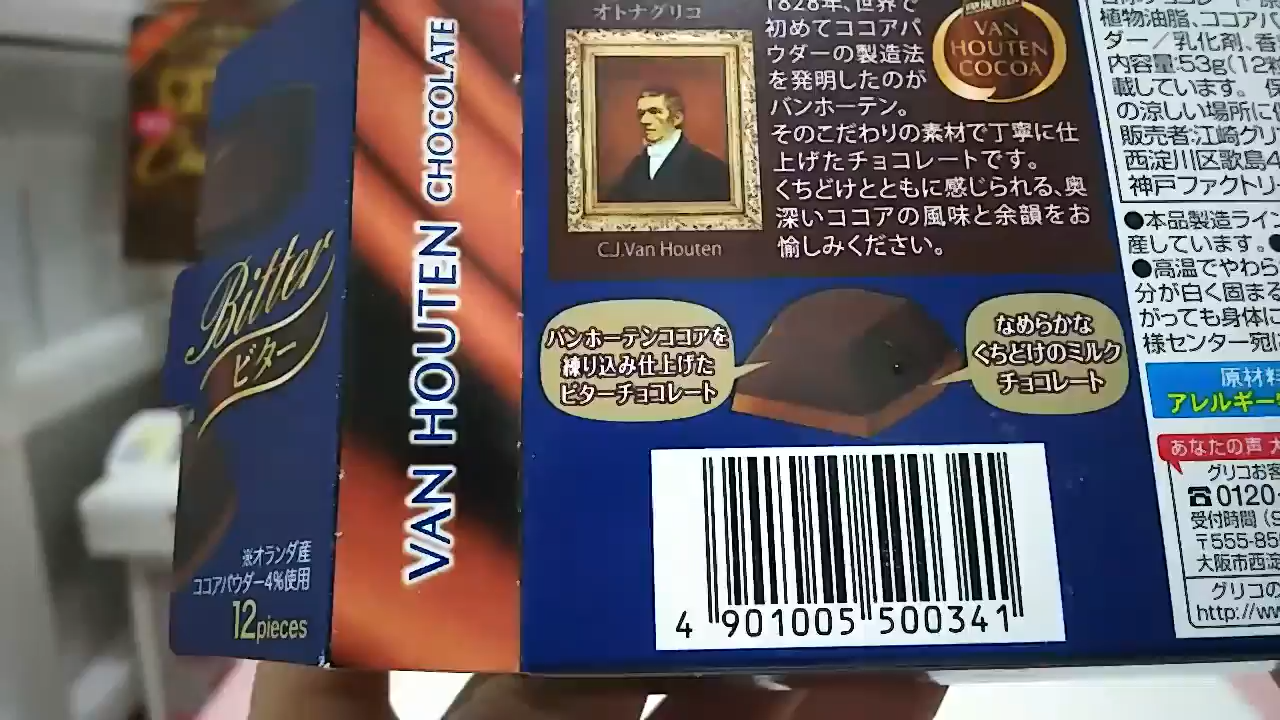 Bitter
ビター
※オランダ産
ココアパウダー4%使用
12pieces
VAN HOUTEN CHOCOLATE
オトナグリコ
C.J.Van Houten
1828年、世界で
初めてココアパ
ウダーの製造法
を発明したのが
バンホーテン。
そのこだわりの素材で丁寧に仕
上げたチョコレートです。
くちどけとともに感じられる、奥
深いココアの風味と余韻をお
愉しみください。
VAN
HOUTEN
COCOA
バンホーテンココアを
練り込み仕上げた
ビターチョコレート
なめらかな
くちどけのミルク
チョコレート
4 901005 500341
植物油脂、ココアパ
ダー/乳化剤、香
内容量:53g(12粒
載しています。 保
の涼しい場所に
販売者:江崎グリ
西淀川区歌島4
神戸ファクトリ
●本品製造ライン
産しています。●
●高温でやわら
分が白く固まる
がっても身体に
様センター宛に
原材料
アレルギー
あなたの声 大
グリコお客
☎0120-
受付時間(
〒555-85
大阪市西淀
グリコの
http://ww